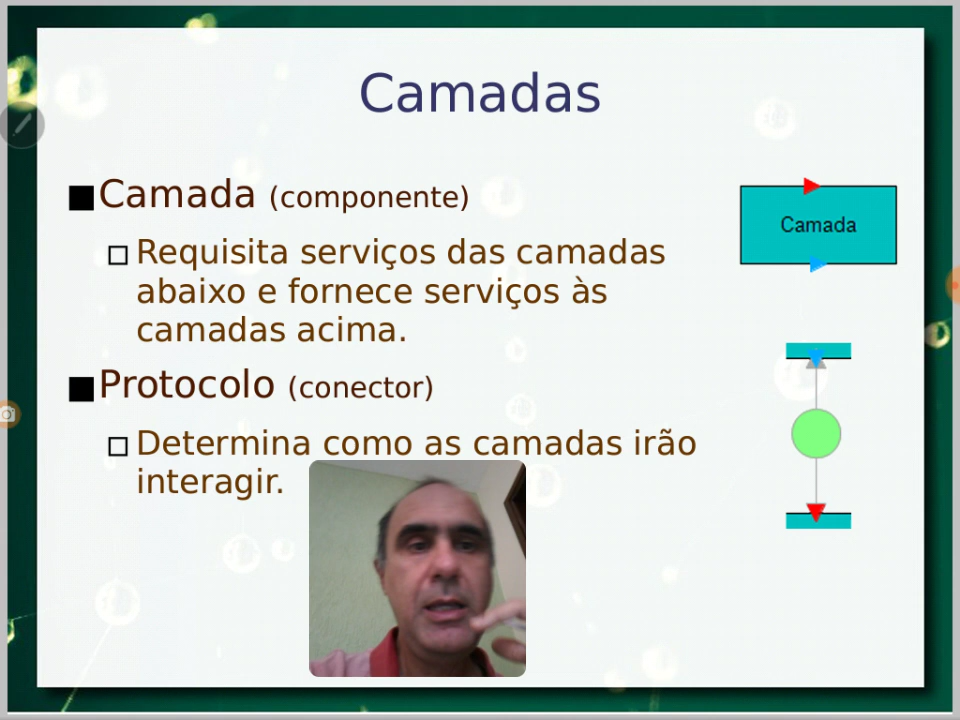 Camadas
Camada (componente)
Requisita serviços das camadas
abaixo e fornece serviços às
camadas acima.
Protocolo (conector)
Determina como as camadas irão
interagir.
Camada